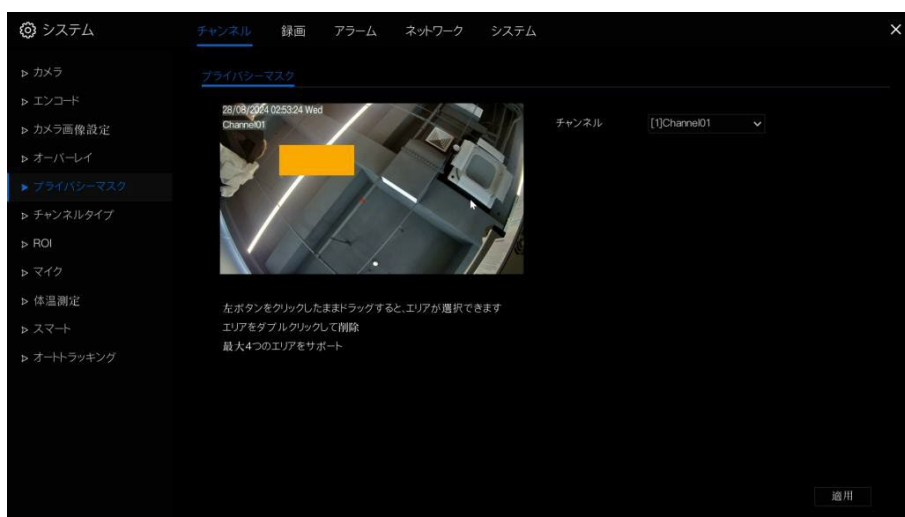 システム
チャンネル 録画 アラーム ネットワーク システム
カメラ
エンコード
カメラ画像設定
オーバーレイ
プライバシーマスク
チャンネルタイプ
ROI
マイク
体温測定
スマート
オートトラッキング
プライバシーマスク
28/08/2024 02:53:24 Wed
Channel01
チャンネル [1]Channel01
左ボタンをクリックしたままドラッグすると、エリアが選択できます
エリアをダブルクリックして削除
最大4つのエリアをサポート
適用